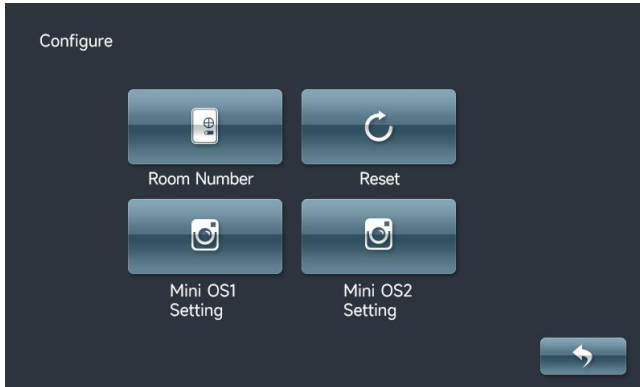 Configure
Room Number
Reset
Mini OS1
Setting
Mini OS2
Setting